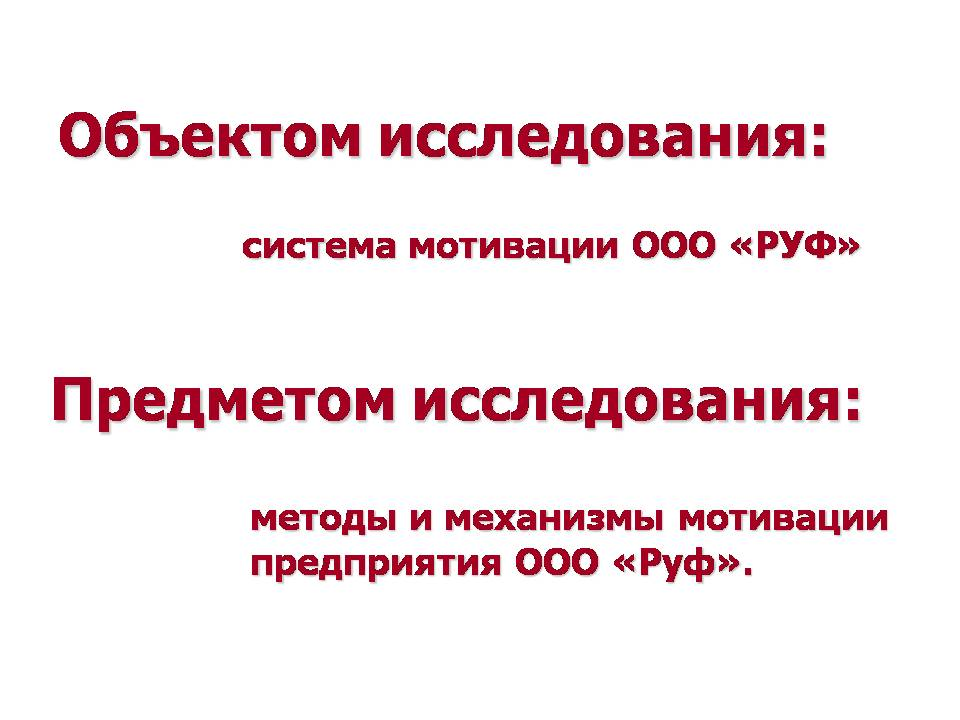 Объектом исследования:
система мотивации ООО «РУФ»
Предметом исследования:
методы и механизмы мотивации
предприятия ООО «Руф».